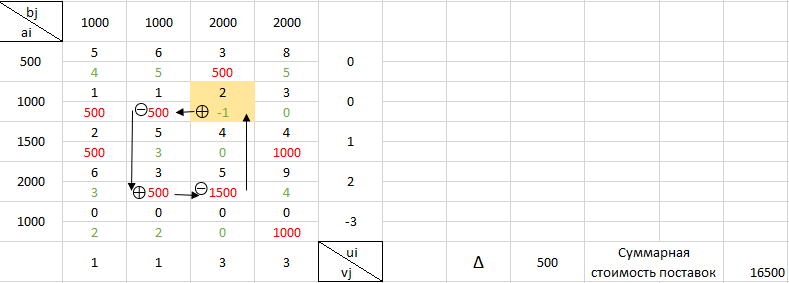 bj
ai 1000 1000 2000 2000
5 6 3 8
500 0
4 5 500 5
1 1 2 3
1000 0
500 500 -1 0
2 5 4 4
1500 1
500 3 0 1000
6 3 5 9
2000 2
3 500 1500 4
0 0 0 0
1000 -3
2 2 0 1000
1 1 3 3 ui
vj
Δ 500 Суммарная
стоимость поставок 16500